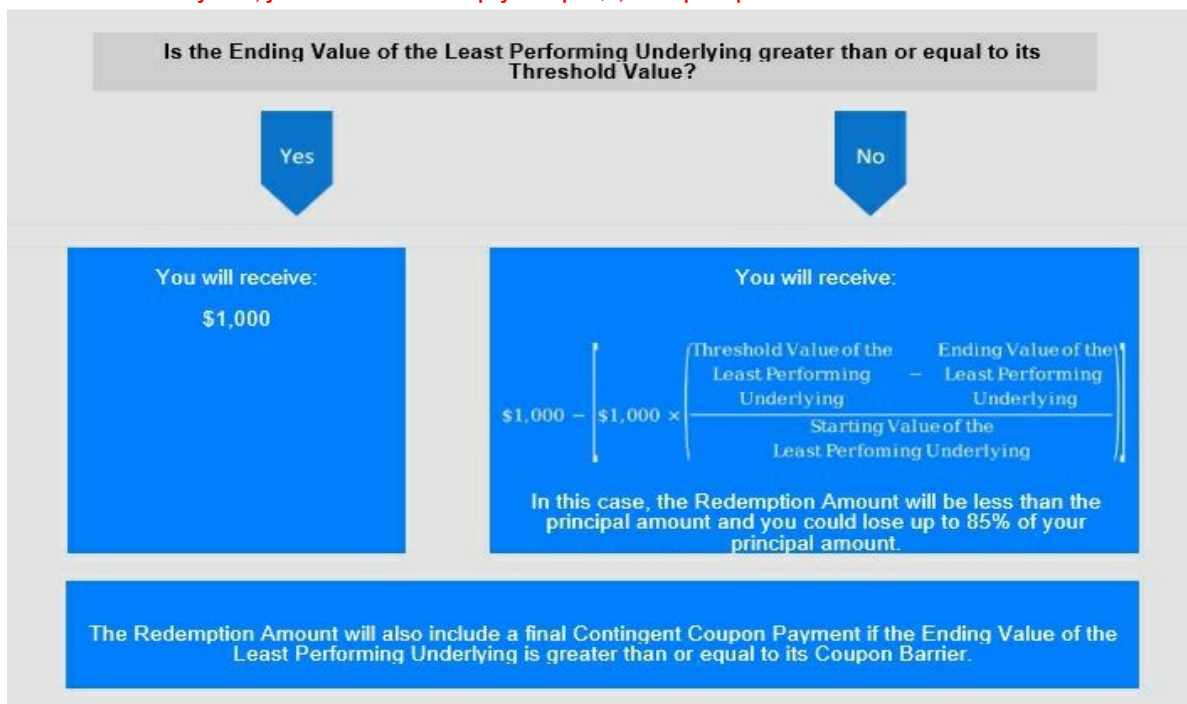 Is the Ending Value of the Least Performing Underlying greater than or equal to its
Threshold Value?
Yes
No
You will receive:
$1,000
You will receive:
$1,000 − [$1,000 × ((Threshold Value of the Least Performing Underlying − Ending Value of the Least Performing Underlying) / Starting Value of the Least Perfoming Underlying)]
In this case, the Redemption Amount will be less than the
principal amount and you could lose up to 85% of your
principal amount.
The Redemption Amount will also include a final Contingent Coupon Payment if the Ending Value of the
Least Performing Underlying is greater than or equal to its Coupon Barrier.